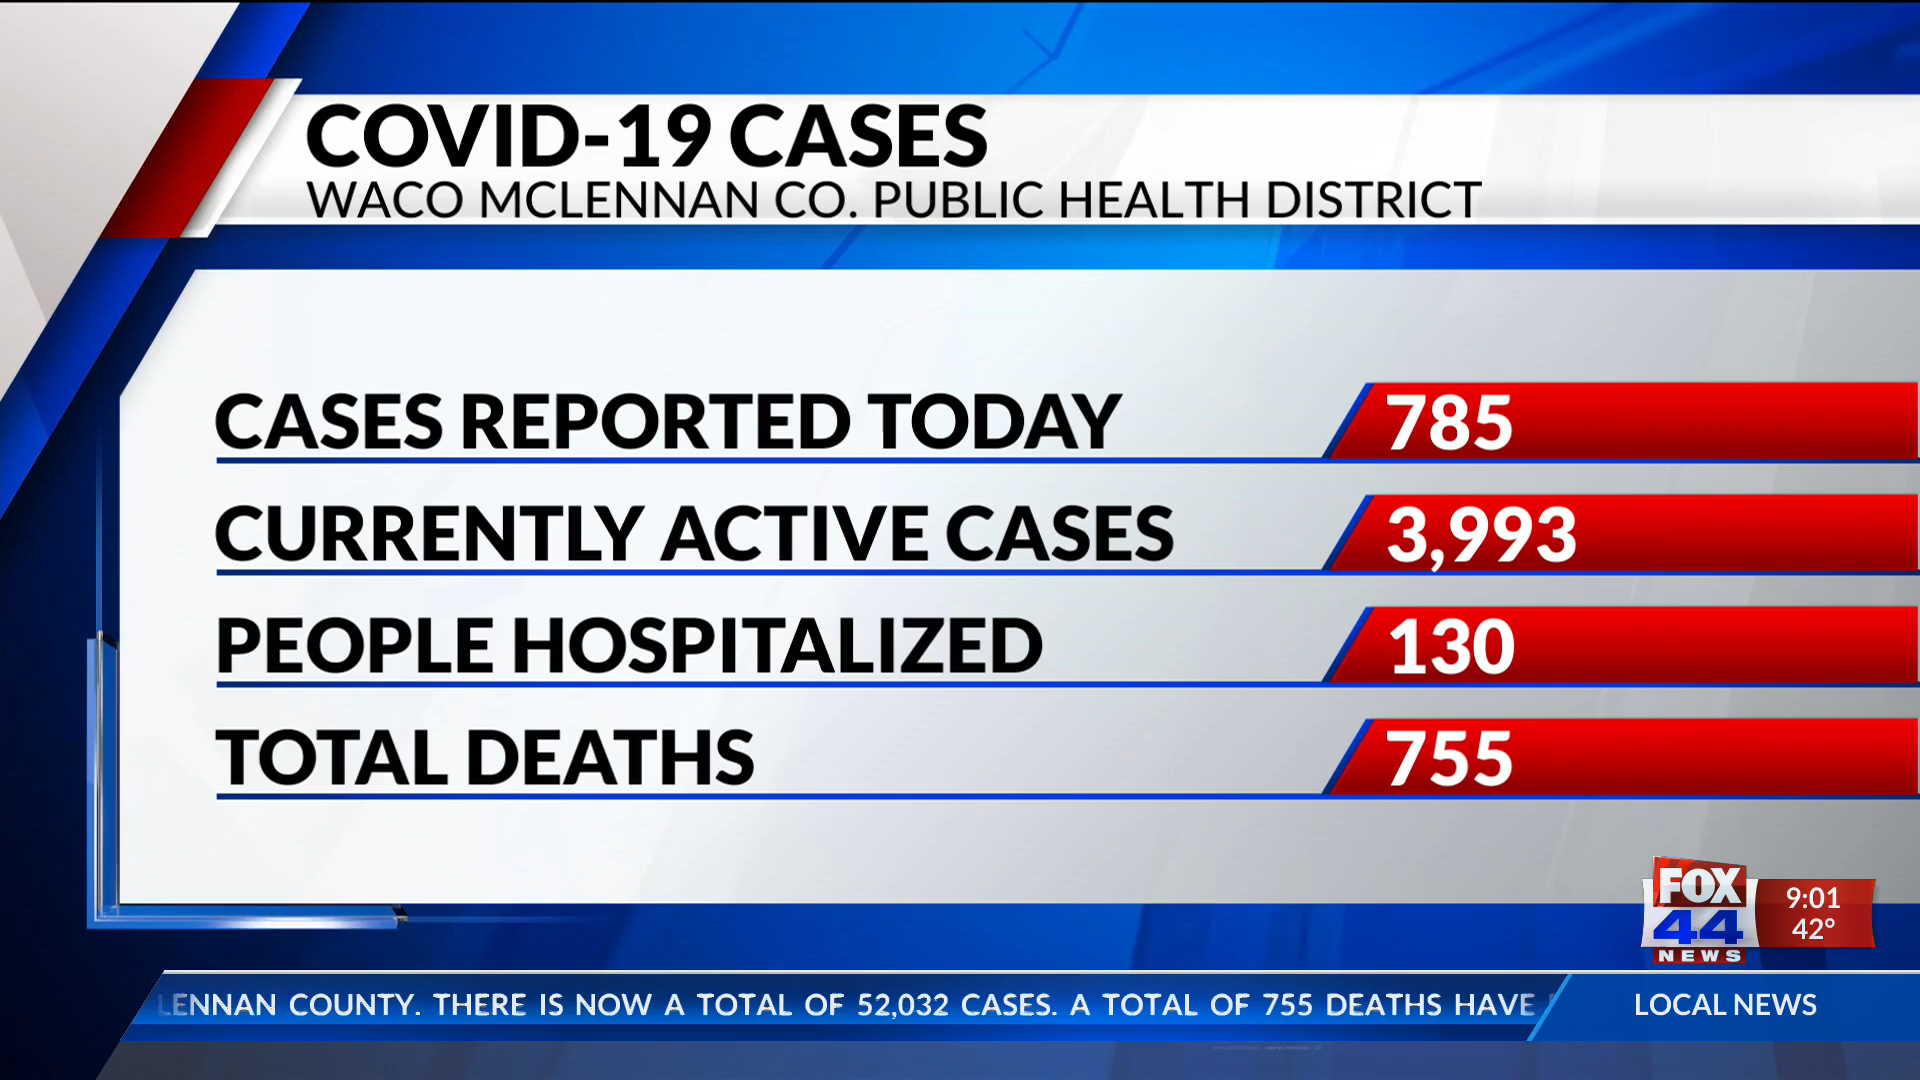 COVID-19 CASES
WACO MCLENNAN CO. PUBLIC HEALTH DISTRICT
CASES REPORTED TODAY 785
CURRENTLY ACTIVE CASES 3,993
PEOPLE HOSPITALIZED 130
TOTAL DEATHS 755
FOX
44
NEWS
9:01
42°
LENNAN COUNTY. THERE IS NOW A TOTAL OF 52,032 CASES. A TOTAL OF 755 DEATHS HAVE
LOCAL NEWS